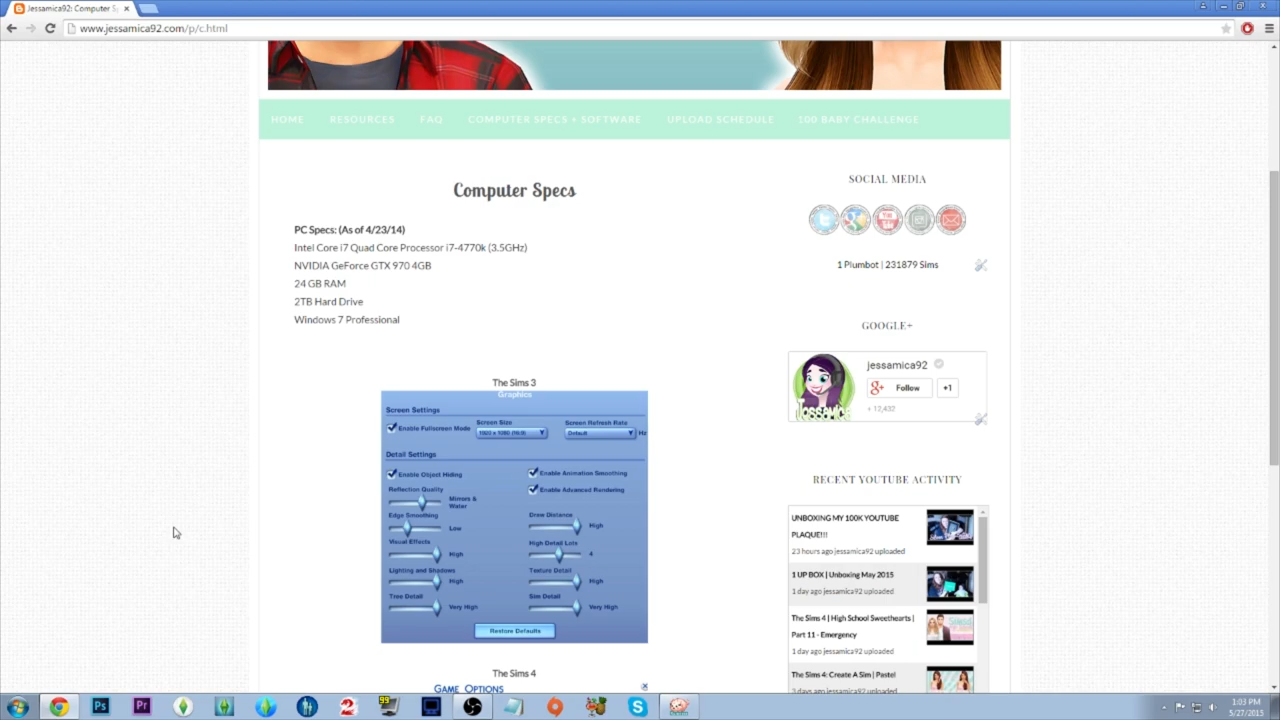 Jessamica92: Computer Sp
www.jessamica92.com/p/c.html
HOME RESOURCES FAQ COMPUTER SPECS + SOFTWARE UPLOAD SCHEDULE 100 BABY CHALLENGE
Computer Specs
PC Specs: (As of 4/23/14)
Intel Core i7 Quad Core Processor i7-4770k (3.5GHz)
NVIDIA GeForce GTX 970 4GB
24 GB RAM
2TB Hard Drive
Windows 7 Professional
The Sims 3
Graphics
Screen Settings
Enable Fullscreen Mode
Screen Size
Screen Refresh Rate
Default
Hz
Detail Settings
Enable Object Hiding
Enable Animation Smoothing
Enable Advanced Rendering
Reflection Quality
Mirrors &
Water
Edge Smoothing
Low
Draw Distance
High
Visual Effects
High
High Detail Lots
4
Lighting and Shadows
High
Texture Detail
High
Tree Detail
Very High
Sim Detail
Very High
Restore Defaults
The Sims 4
GAME OPTIONS
SOCIAL MEDIA
1 Plumbot | 231879 Sims
GOOGLE+
jessamica92
Follow
+1
+ 12,432
RECENT YOUTUBE ACTIVITY
UNBOXING MY 100K YOUTUBE
PLAQUE!!!
23 hours ago jessamica92 uploaded
1 UP BOX | Unboxing May 2015
1 day ago jessamica92 uploaded
The Sims 4 | High School Sweethearts |
Part 11 - Emergency
1 day ago jessamica92 uploaded
The Sims 4: Create A Sim | Pastel
3 days ago jessamica92 uploaded
Ps
Pr
99
1:03 PM
5/27/2015